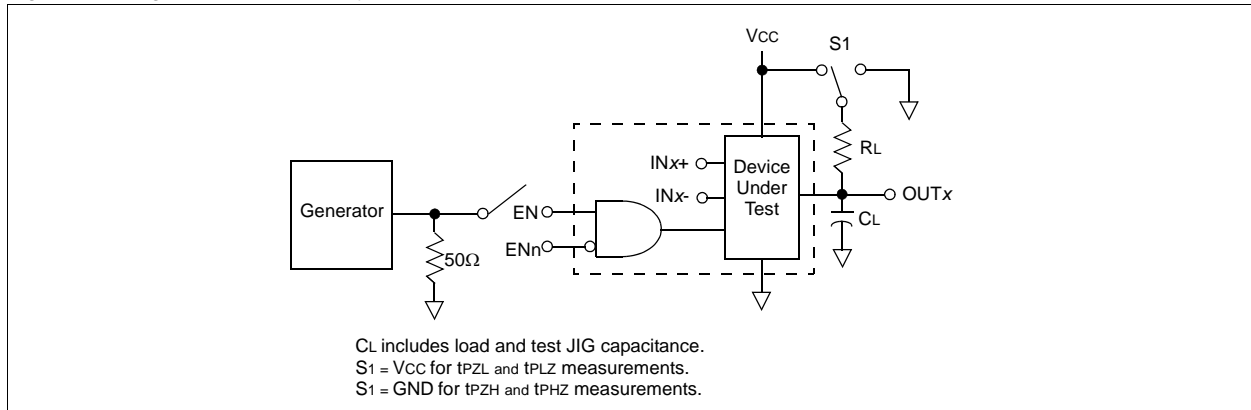 VCC
S1
RL
INx+
Device
Under
Test
INx-
OUTx
CL
Generator
EN
ENn
50Ω
CL includes load and test JIG capacitance.
S1 = VCC for tPZL and tPLZ measurements.
S1 = GND for tPZH and tPHZ measurements.